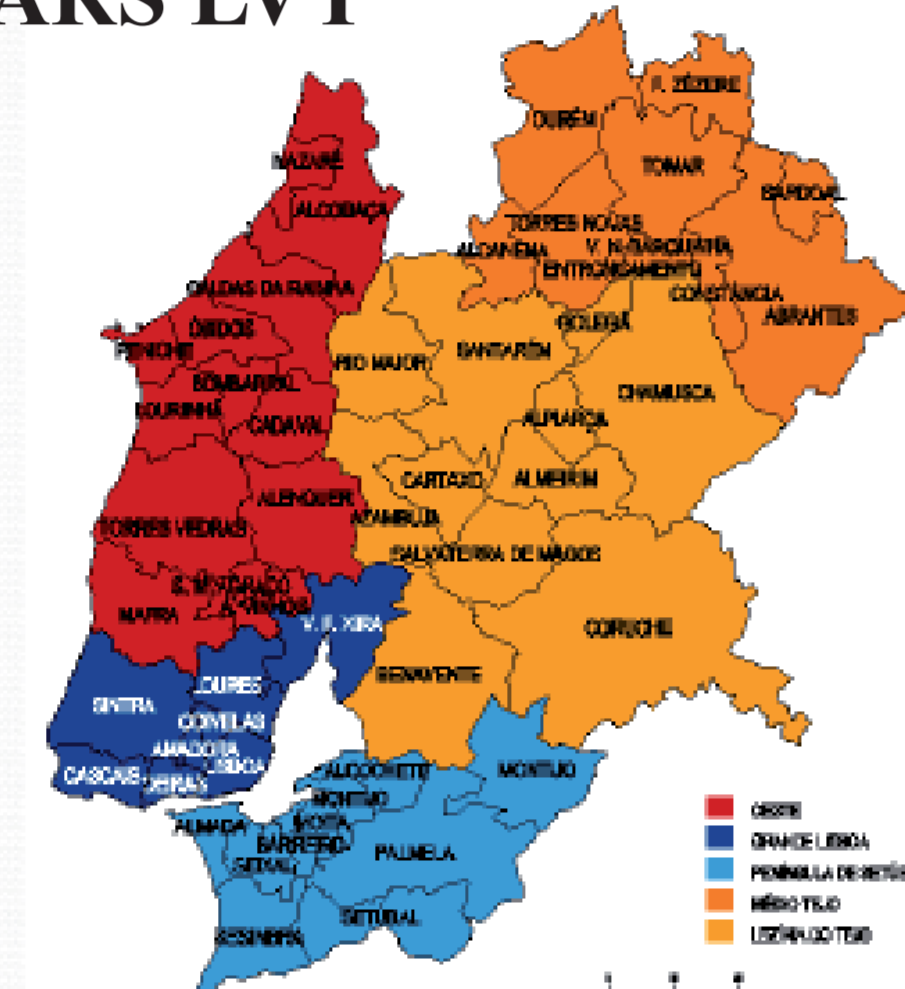 ARS LVT
F. ZÊZERE
OURÉM
NAZARÉ
TOMAR
SARDOAL
ALCOBAÇA
TORRES NOVAS
ALCANENA
V. N. BARQUINHA
ENTRONCAMENTO
CALDAS DA RAINHA
CONSTÂNCIA
ABRANTES
GOLEGÃ
ÓBIDOS
PENICHE
SANTARÉM
RIO MAIOR
BOMBARRAL
CHAMUSCA
LOURINHÃ
ALPIARÇA
CADAVAL
CARTAXO
ALMEIRIM
ALENQUER
AZAMBUJA
TORRES VEDRAS
SALVATERRA DE MAGOS
S. M. AGRAÇO
A. VINHOS
MAFRA
V. F. XIRA
CORUCHE
BENAVENTE
LOURES
SINTRA
ODIVELAS
AMADORA
LISBOA
CASCAIS
OEIRAS
ALCOCHETE
MONTIJO
MONTIJO
ALMADA
MOITA
BARREIRO
SEIXAL
PALMELA
SETÚBAL
SESIMBRA
OESTE
GRANDE LISBOA
PENÍNSULA DE SETÚB
MÉDIO TEJO
LEZÍRIA DO TEJO